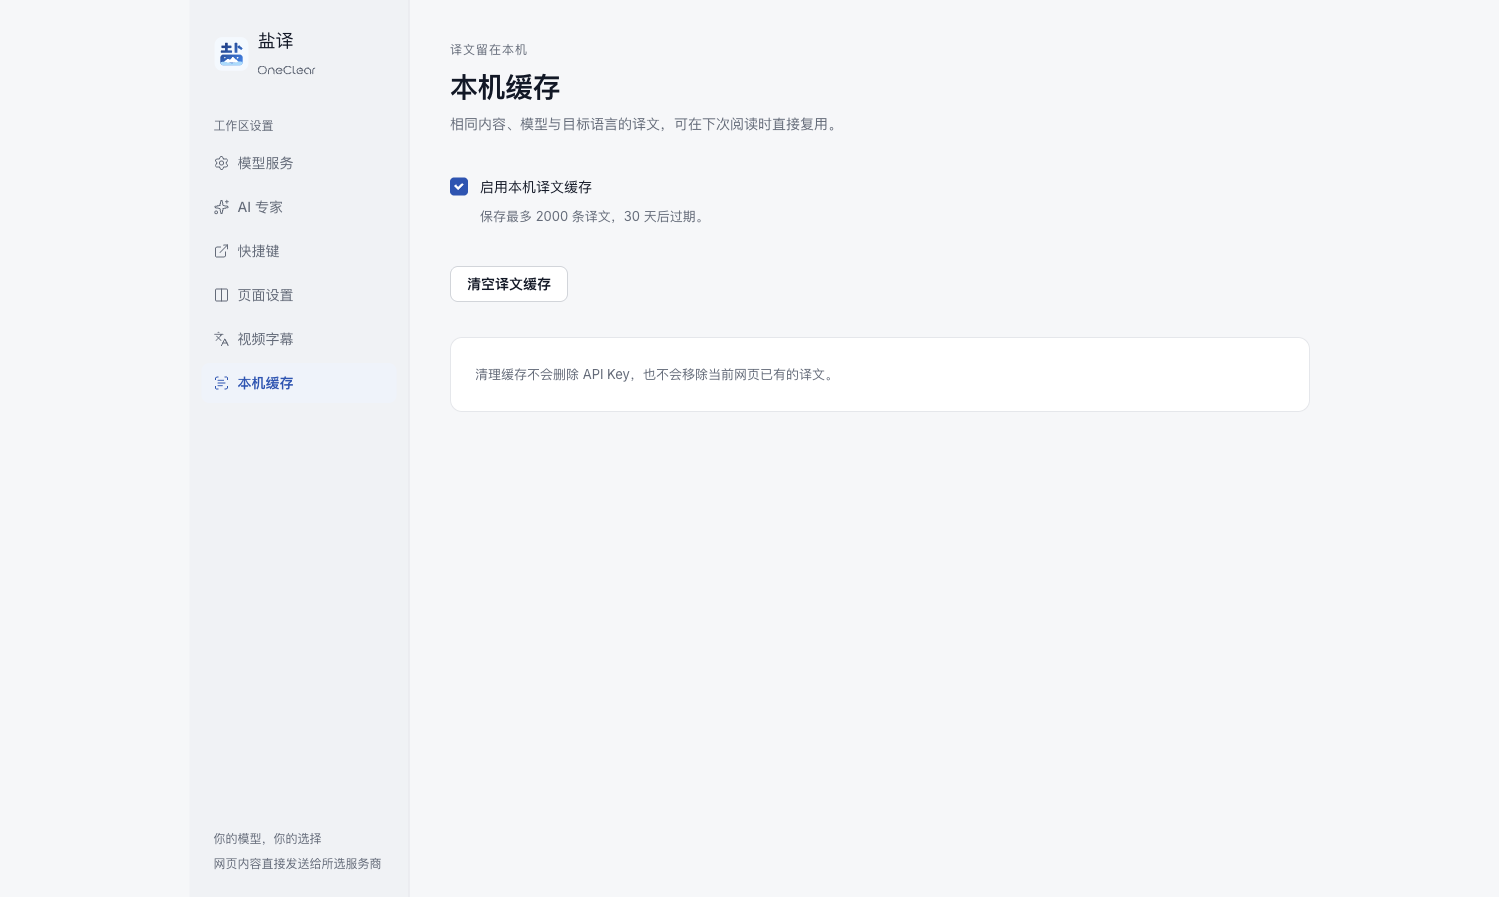 盐译
OneClear
工作区设置
模型服务
AI 专家
快捷键
页面设置
视频字幕
本机缓存
你的模型，你的选择
网页内容直接发送给所选服务商
译文留在本机
本机缓存
相同内容、模型与目标语言的译文，可在下次阅读时直接复用。
启用本机译文缓存
保存最多 2000 条译文，30 天后过期。
清空译文缓存
清理缓存不会删除 API Key，也不会移除当前网页已有的译文。